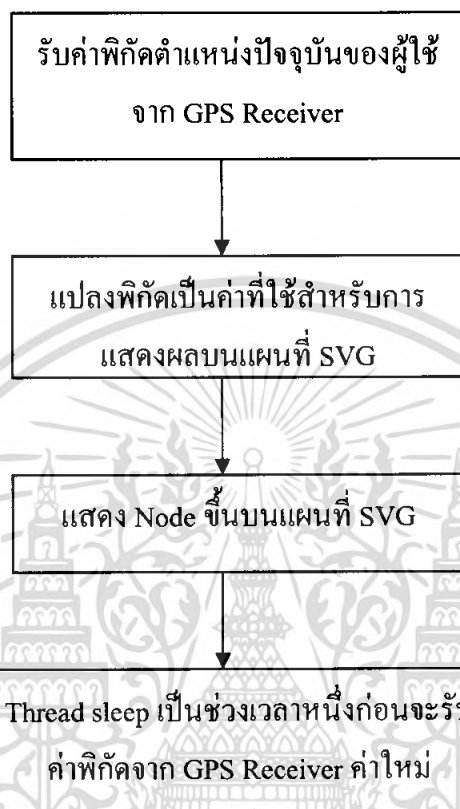 รับค่าพิกัดตำแหน่งปัจจุบันของผู้ใช้
จาก GPS Receiver
แปลงพิกัดเป็นค่าที่ใช้สำหรับการ
แสดงผลบนแผนที่ SVG
แสดง Node ขึ้นบนแผนที่ SVG
Thread sleep เป็นช่วงเวลาหนึ่งก่อนจะรับ
ค่าพิกัดจาก GPS Receiver ค่าใหม่